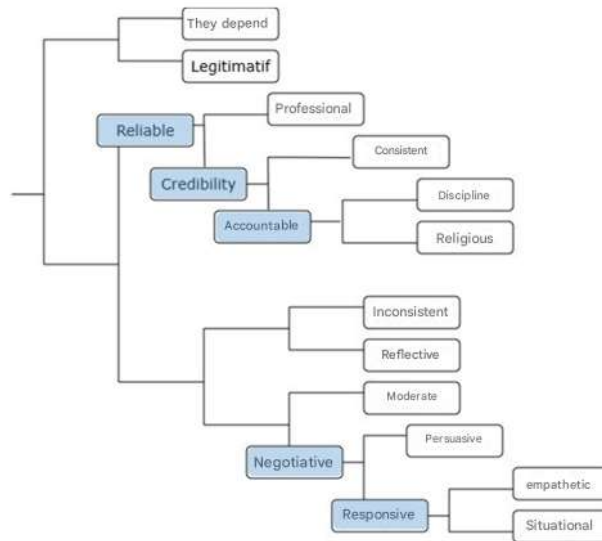 They depend
Legitimatif
Professional
Reliable
Consistent
Credibility
Discipline
Accountable
Religious
Inconsistent
Reflective
Moderate
Persuasive
Negotiative
empathetic
Responsive
Situational